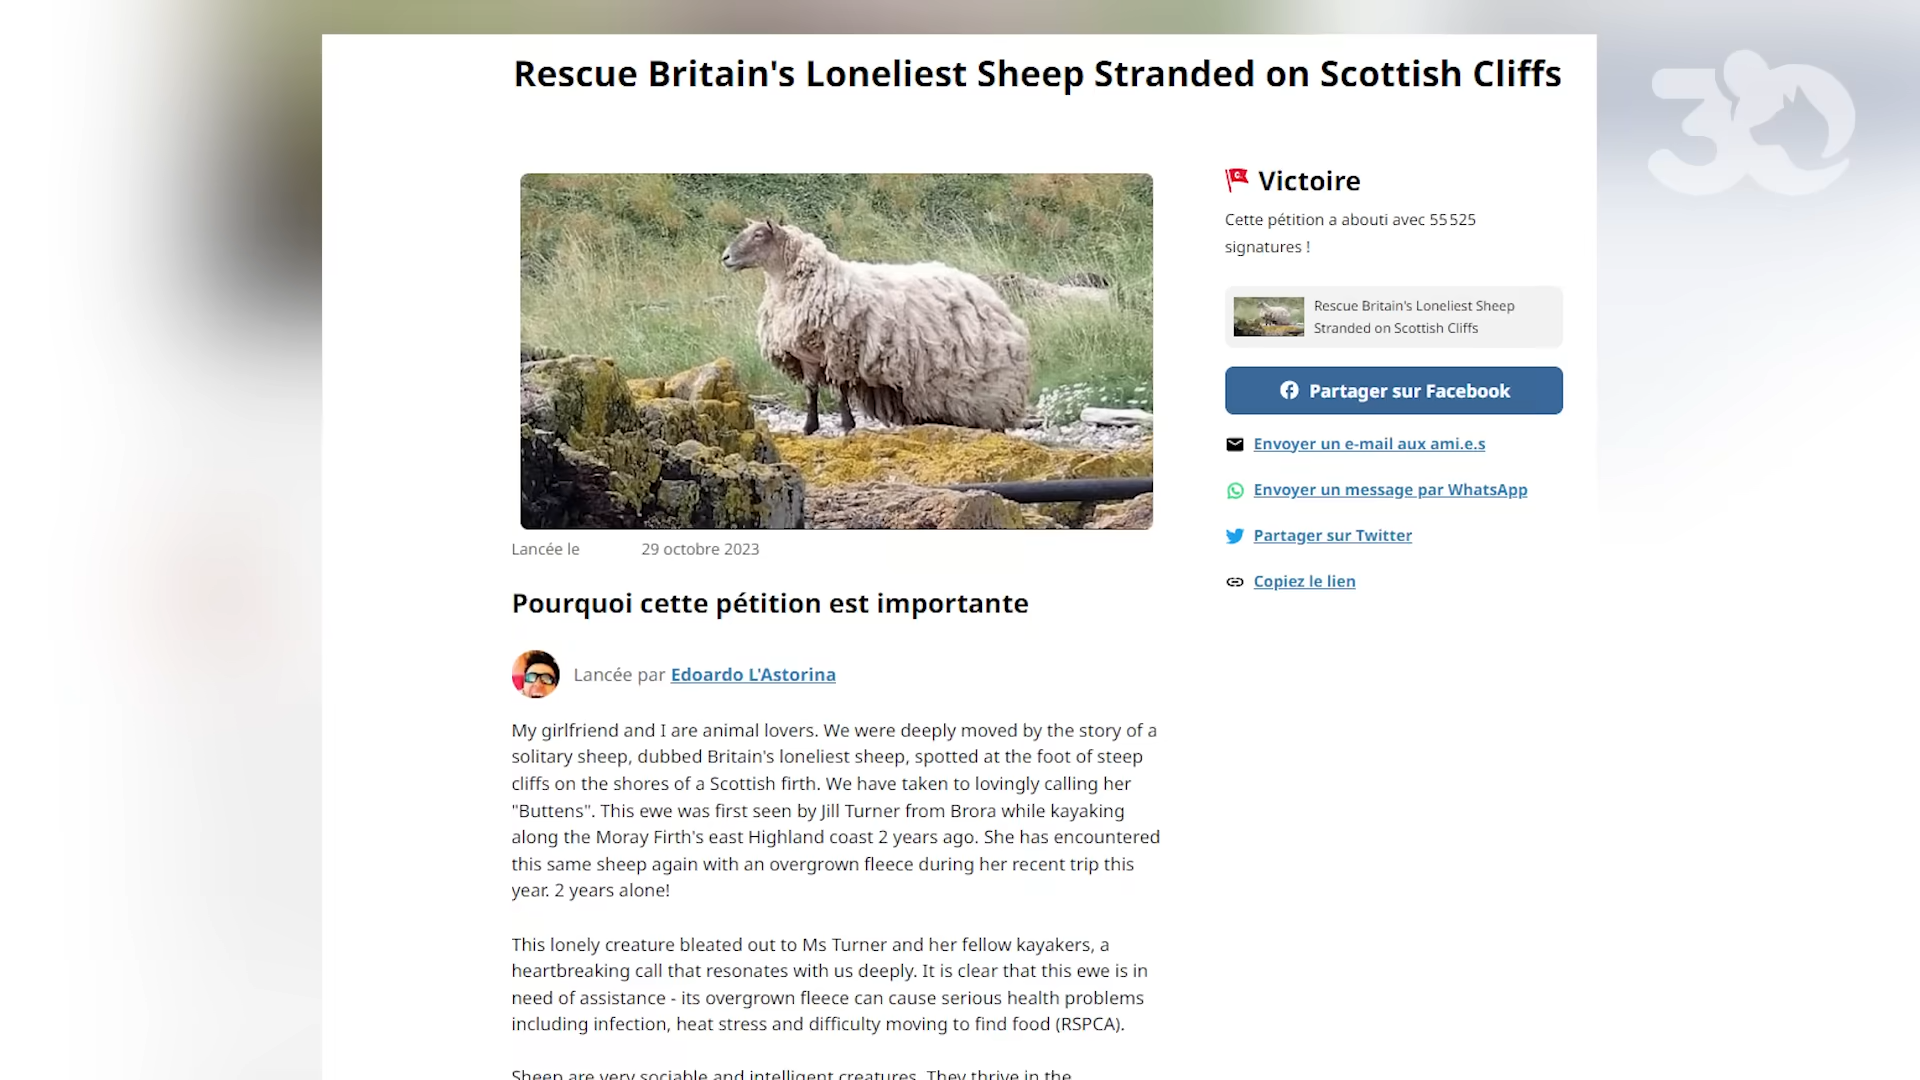 Rescue Britain's Loneliest Sheep Stranded on Scottish Cliffs
30
Victoire
Cette pétition a abouti avec 55 525
signatures !
Rescue Britain's Loneliest Sheep
Stranded on Scottish Cliffs
Partager sur Facebook
Envoyer un e-mail aux ami.e.s
Envoyer un message par WhatsApp
Partager sur Twitter
Copiez le lien
Lancée le 29 octobre 2023
Pourquoi cette pétition est importante
Lancée par Edoardo L'Astorina
My girlfriend and I are animal lovers. We were deeply moved by the story of a
solitary sheep, dubbed Britain's loneliest sheep, spotted at the foot of steep
cliffs on the shores of a Scottish firth. We have taken to lovingly calling her
"Buttens". This ewe was first seen by Jill Turner from Brora while kayaking
along the Moray Firth's east Highland coast 2 years ago. She has encountered
this same sheep again with an overgrown fleece during her recent trip this
year. 2 years alone!
This lonely creature bleated out to Ms Turner and her fellow kayakers, a
heartbreaking call that resonates with us deeply. It is clear that this ewe is in
need of assistance - its overgrown fleece can cause serious health problems
including infection, heat stress and difficulty moving to find food (RSPCA).
Sheep are very sociable and intelligent creatures. They thrive in the